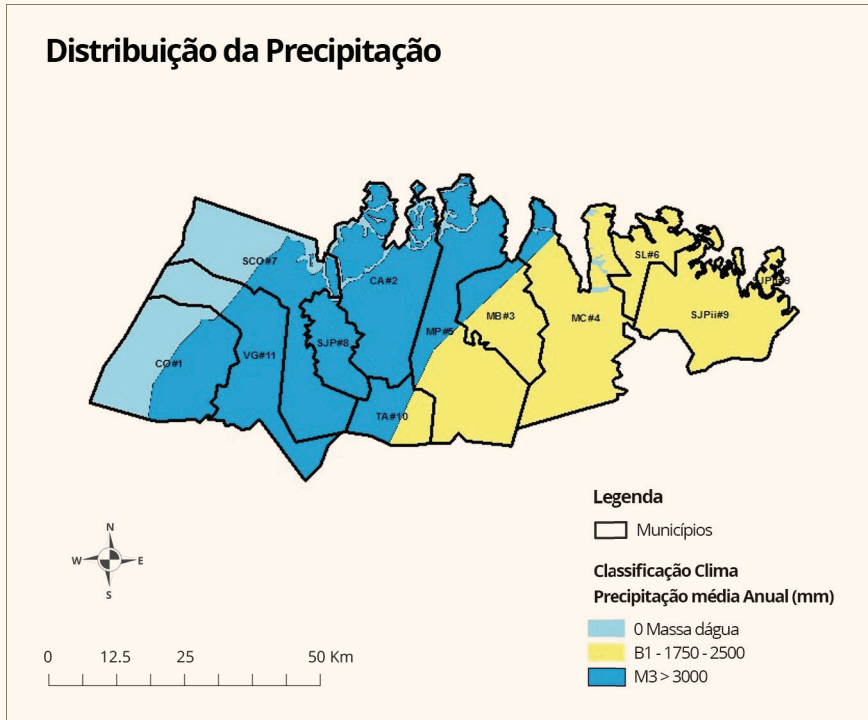 Distribuição da Precipitação
SCO#7
CA#2
SL#6
CO#1
VG#11
SJP#8
MP#5
MB#3
MC#4
SJPii#9
TA#10
Legenda
Municípios
Classificação Clima
Precipitação média Anual (mm)
0 Massa dágua
B1 - 1750 - 2500
M3 > 3000
N
W E
S
0 12.5 25 50 Km